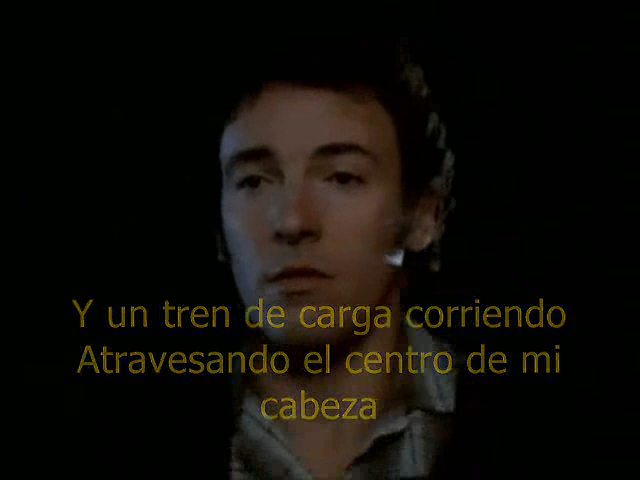 Y un tren de carga corriendo
Atravesando el centro de mi
cabeza